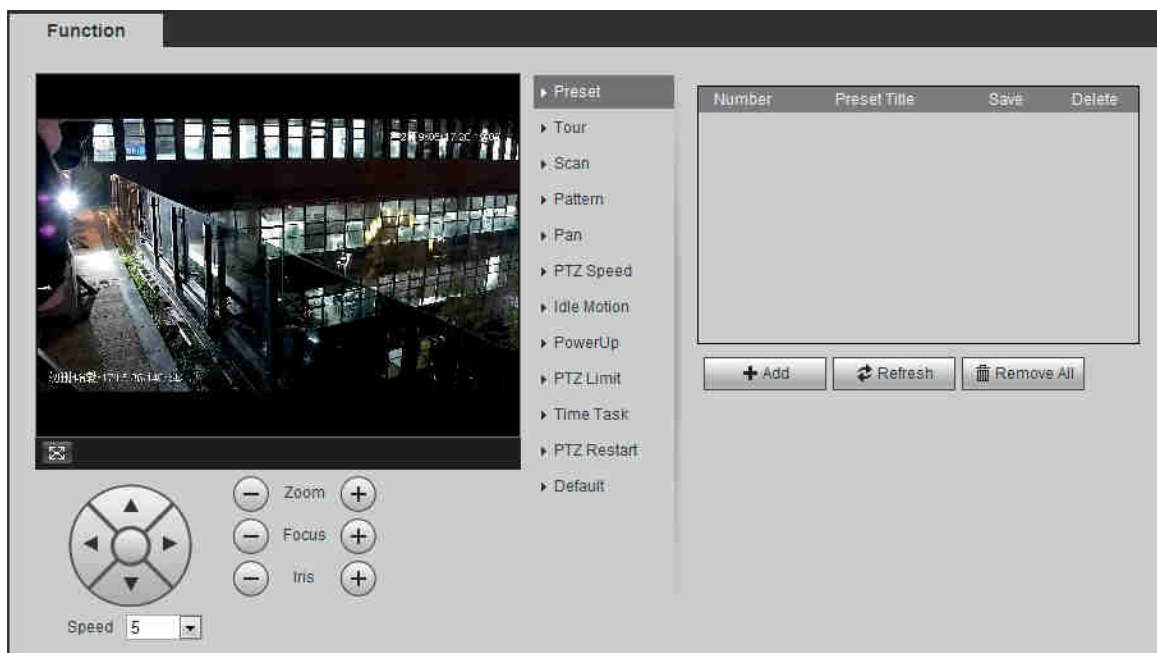 Function
Preset
Tour
Scan
Pattern
Pan
PTZ Speed
Idle Motion
PowerUp
PTZ Limit
Time Task
PTZ Restart
Default
Number Preset Title Save Delete
Add Refresh Remove All
Zoom
Focus
Iris
Speed 5